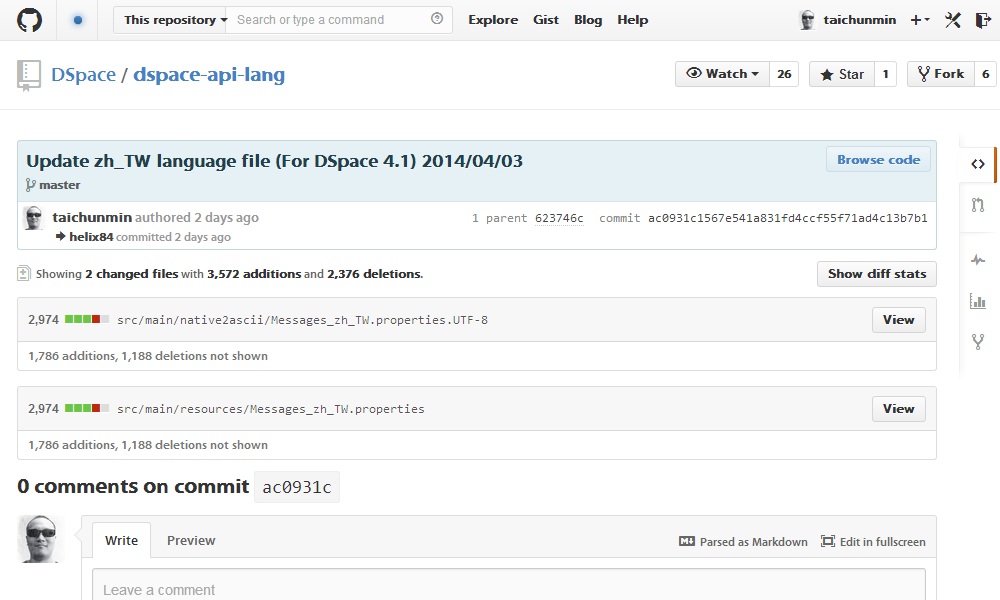 This repository Search or type a command Explore Gist Blog Help taichunmin
DSpace / dspace-api-lang Watch 26 Star 1 Fork 6
Update zh_TW language file (For DSpace 4.1) 2014/04/03 Browse code
master
taichunmin authored 2 days ago 1 parent 623746c commit ac0931c1567e541a831fd4ccf55f71ad4c13b7b1
helix84 committed 2 days ago
Showing 2 changed files with 3,572 additions and 2,376 deletions. Show diff stats
2,974 src/main/native2ascii/Messages_zh_TW.properties.UTF-8 View
1,786 additions, 1,188 deletions not shown
2,974 src/main/resources/Messages_zh_TW.properties View
1,786 additions, 1,188 deletions not shown
0 comments on commit ac0931c
Write Preview Parsed as Markdown Edit in fullscreen
Leave a comment